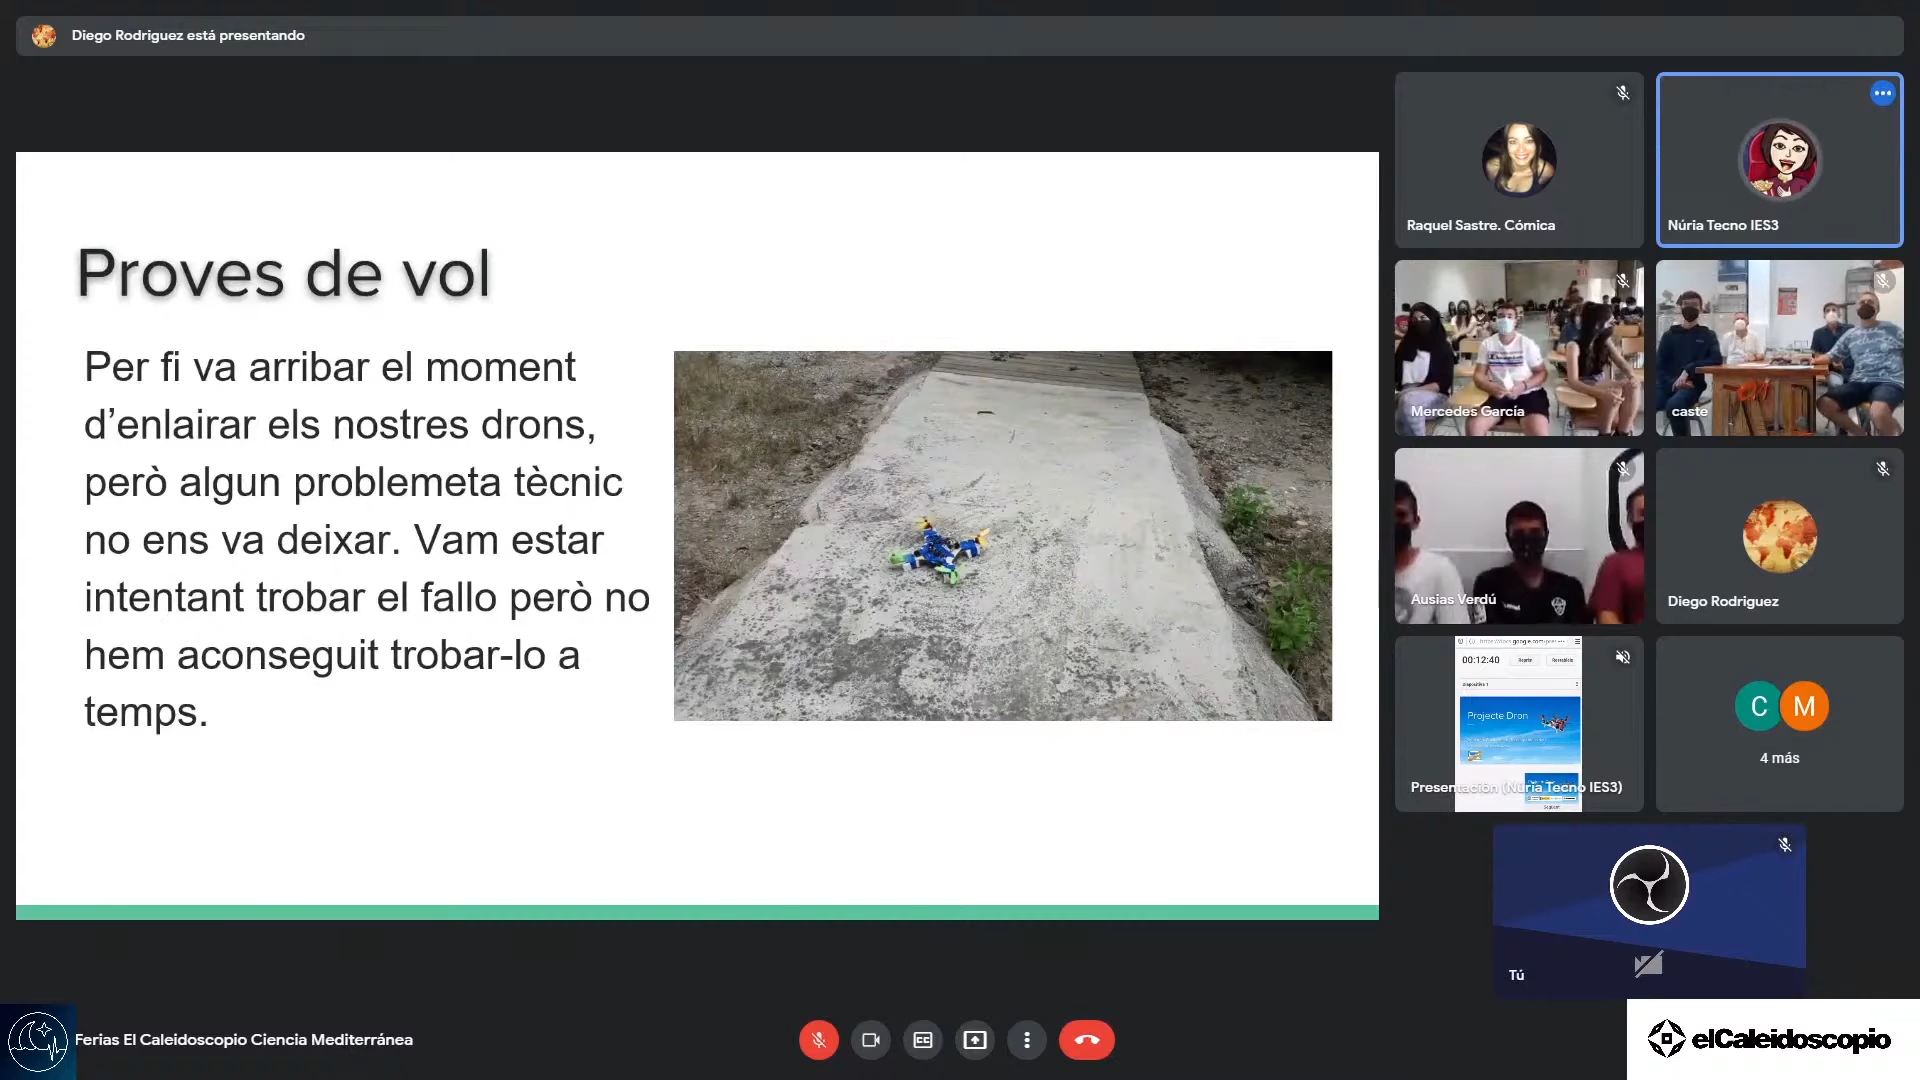 Diego Rodriguez está presentando
Proves de vol
Per fi va arribar el moment
d’enlairar els nostres drons,
però algun problemeta tècnic
no ens va deixar. Vam estar
intentant trobar el fallo però no
hem aconseguit trobar-lo a
temps.
Raquel Sastre. Cómica
Núria Tecno IES3
Mercedes García
caste
Ausias Verdú
Diego Rodriguez
00:12:40
Projecte Dron
Presentación (Núria Tecno IES3)
C
M
4 más
Tú
Ferias El Caleidoscopio Ciencia Mediterránea
CC
elCaleidoscopio